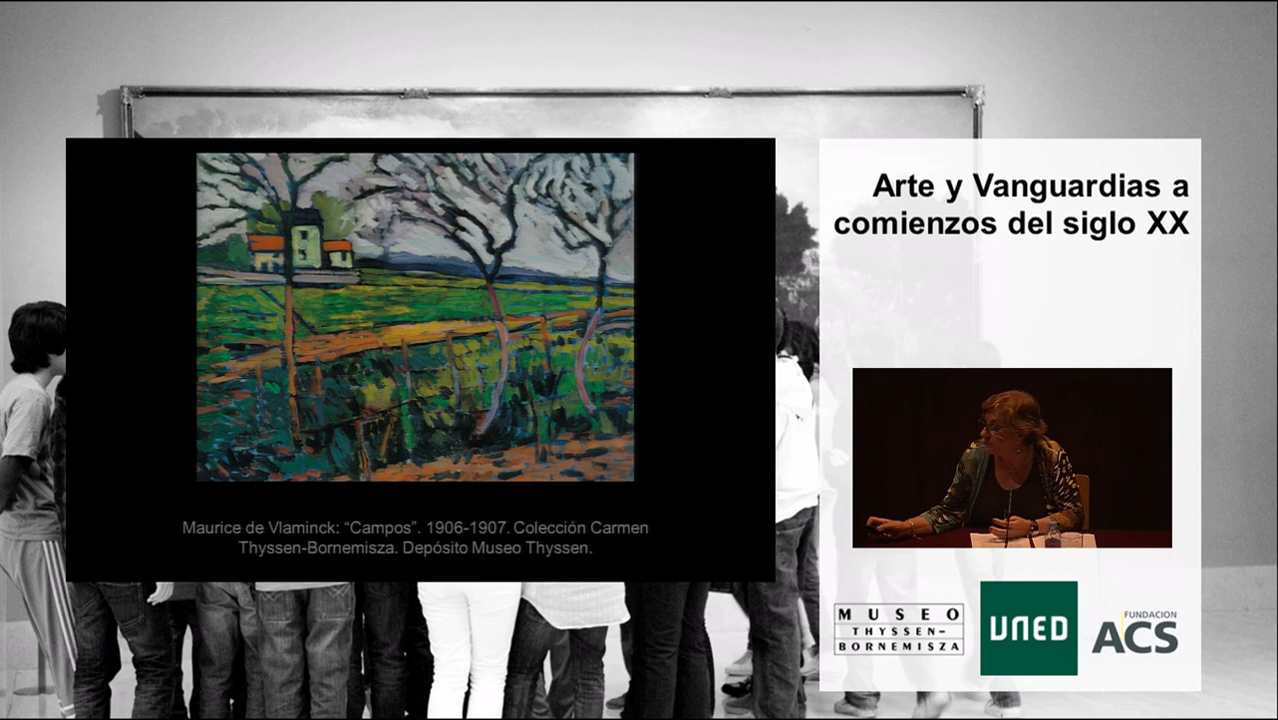 Arte y Vanguardias a
comienzos del siglo XX
Maurice de Vlaminck: “Campos”. 1906-1907. Colección Carmen
Thyssen-Bornemisza. Depósito Museo Thyssen.
MUSEO
THYSSEN-
BORNEMISZA
UNED
FUNDACION
ACS